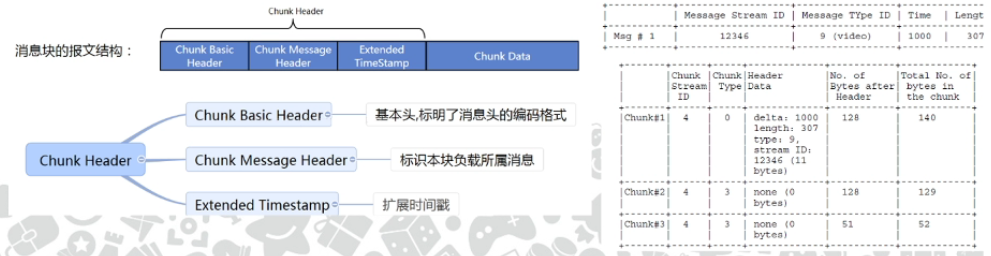 Chunk Header
消息块的报文结构：
Chunk Basic
Header
Chunk Message
Header
Extended
TimeStamp
Chunk Data
Chunk Header
Chunk Basic Header
基本头,标明了消息头的编码格式
Chunk Message Header
标识本块负载所属消息
Extended Timestamp
扩展时间戳
Message Stream ID | Message TYpe ID | Time | Lengt
Msg # 1 | 12346 | 9 (video) | 1000 | 307
Chunk
Stream
ID
Chunk
Type
Header
Data
No. of
Bytes after
Header
Total No. of
bytes in
the chunk
Chunk#1 | 4 | 0 | delta: 1000 | 128 | 140
length: 307
type: 9,
stream ID:
12346 (11
bytes)
Chunk#2 | 4 | 3 | none (0 | 128 | 129
bytes)
Chunk#3 | 4 | 3 | none (0 | 51 | 52
bytes)